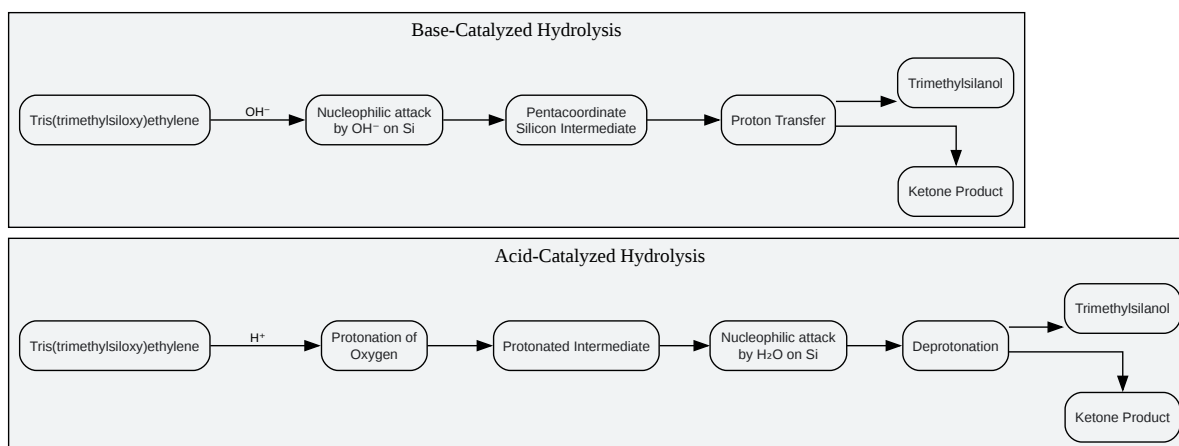 Base-Catalyzed Hydrolysis
Tris(trimethylsiloxy)ethylene
OH⁻
Nucleophilic attack
by OH⁻ on Si
Pentacoordinate
Silicon Intermediate
Proton Transfer
Trimethylsilanol
Ketone Product
Acid-Catalyzed Hydrolysis
Tris(trimethylsiloxy)ethylene
H⁺
Protonation of
Oxygen
Protonated Intermediate
Nucleophilic attack
by H₂O on Si
Deprotonation
Trimethylsilanol
Ketone Product